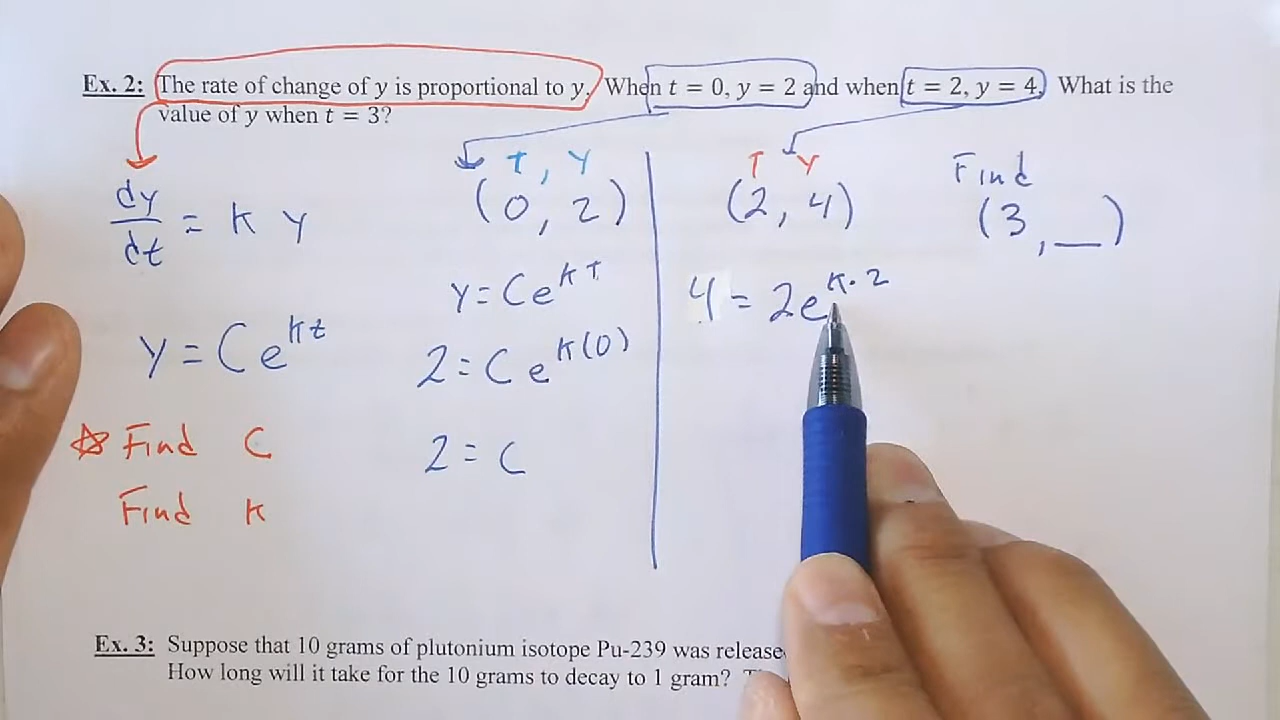 Ex. 2: The rate of change of y is proportional to y. When t = 0, y = 2 and when t = 2, y = 4. What is the
value of y when t = 3?
dy/dt = K y
y = Ce^{kt}
☆ Find C
Find K
T, Y
(0, 2)
y = Ce^{kT}
2 = Ce^{K(0)}
2 = C
T Y
(2, 4)
4 = 2e^{K·2}
Find
(3, __)
Ex. 3: Suppose that 10 grams of plutonium isotope Pu-239 was release
How long will it take for the 10 grams to decay to 1 gram?